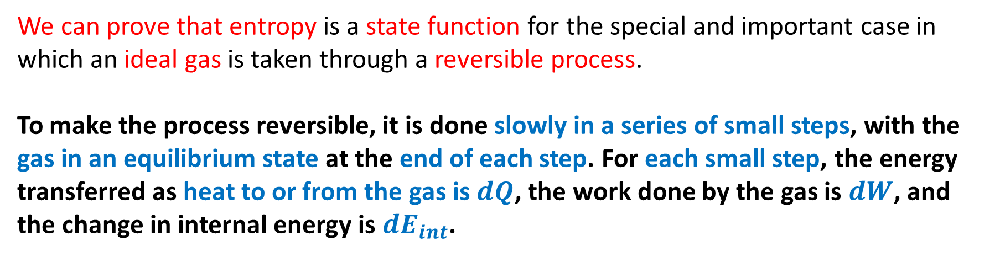 We can prove that entropy is a state function for the special and important case in
which an ideal gas is taken through a reversible process.
To make the process reversible, it is done slowly in a series of small steps, with the
gas in an equilibrium state at the end of each step. For each small step, the energy
transferred as heat to or from the gas is dQ, the work done by the gas is dW, and
the change in internal energy is dE_int.